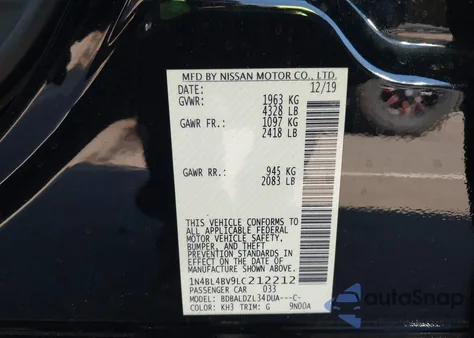 MFD BY NISSAN MOTOR CO., LTD.
DATE: 12/19
GVWR: 1963 KG
4328 LB
GAWR FR.: 1097 KG
2418 LB
GAWR RR.: 945 KG
2083 LB
THIS VEHICLE CONFORMS TO
ALL APPLICABLE FEDERAL
MOTOR VEHICLE SAFETY,
BUMPER, AND THEFT
PREVENTION STANDARDS IN
EFFECT ON THE DATE OF
MANUFACTURE SHOWN ABOVE.
1N4BL4BV9LC212212
PASSENGER CAR 033
MODEL: BDBALDZL34DUA---C-
COLOR: KH3 TRIM: G 9N00A
autoSnap